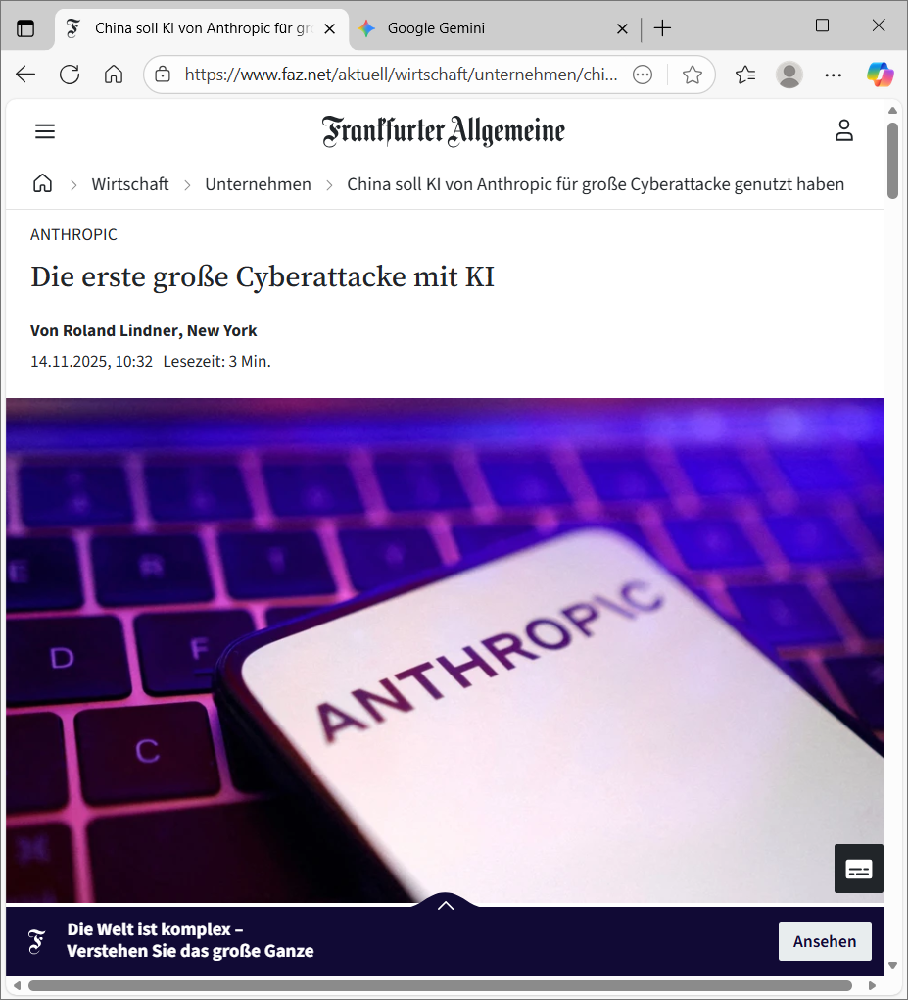 China soll KI von Anthropic für gr
Google Gemini
https://www.faz.net/aktuell/wirtschaft/unternehmen/chi...
Frankfurter Allgemeine
Wirtschaft > Unternehmen > China soll KI von Anthropic für große Cyberattacke genutzt haben
ANTHROPIC
Die erste große Cyberattacke mit KI
Von Roland Lindner, New York
14.11.2025, 10:32 Lesezeit: 3 Min.
E R
D F
ANTHROPIC
C
Die Welt ist komplex –
Verstehen Sie das große Ganze
Ansehen